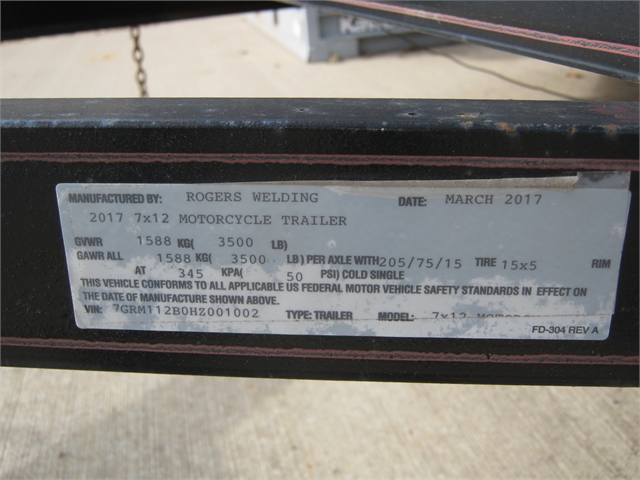 MANUFACTURED BY: ROGERS WELDING DATE: MARCH 2017
2017 7x12 MOTORCYCLE TRAILER
GVWR 1588 KG( 3500 LB)
GAWR ALL 1588 KG( 3500 LB) PER AXLE WITH 205/75/15 TIRE 15x5 RIM
AT 345 KPA( 50 PSI) COLD SINGLE
THIS VEHICLE CONFORMS TO ALL APPLICABLE US FEDERAL MOTOR VEHICLE SAFETY STANDARDS IN EFFECT ON
THE DATE OF MANUFACTURE SHOWN ABOVE.
VIN: 7GRM112B0HZ001002 TYPE: TRAILER MODEL: 7x12
FD-304 REV A